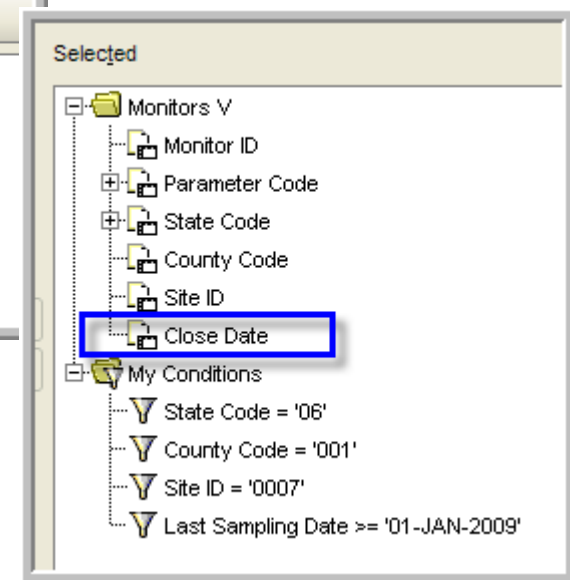 Selected
Monitors V
Monitor ID
Parameter Code
State Code
County Code
Site ID
Close Date
My Conditions
State Code = '06'
County Code = '001'
Site ID = '0007'
Last Sampling Date >= '01-JAN-2009'